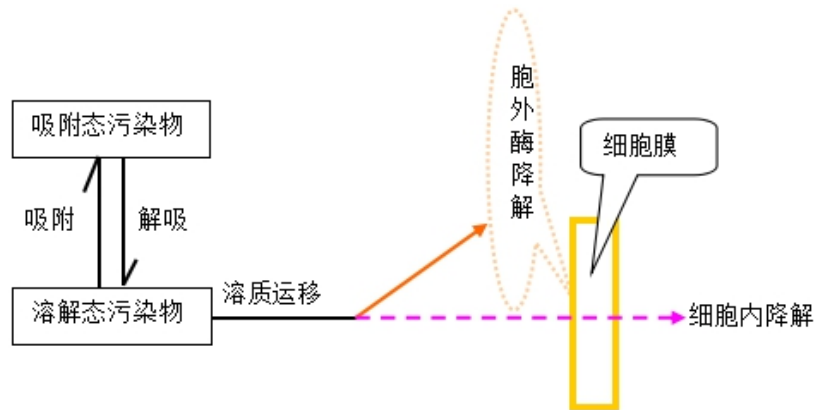 胞外酶降解
细胞膜
吸附态污染物
吸附
解吸
溶质运移
溶解态污染物
细胞内降解